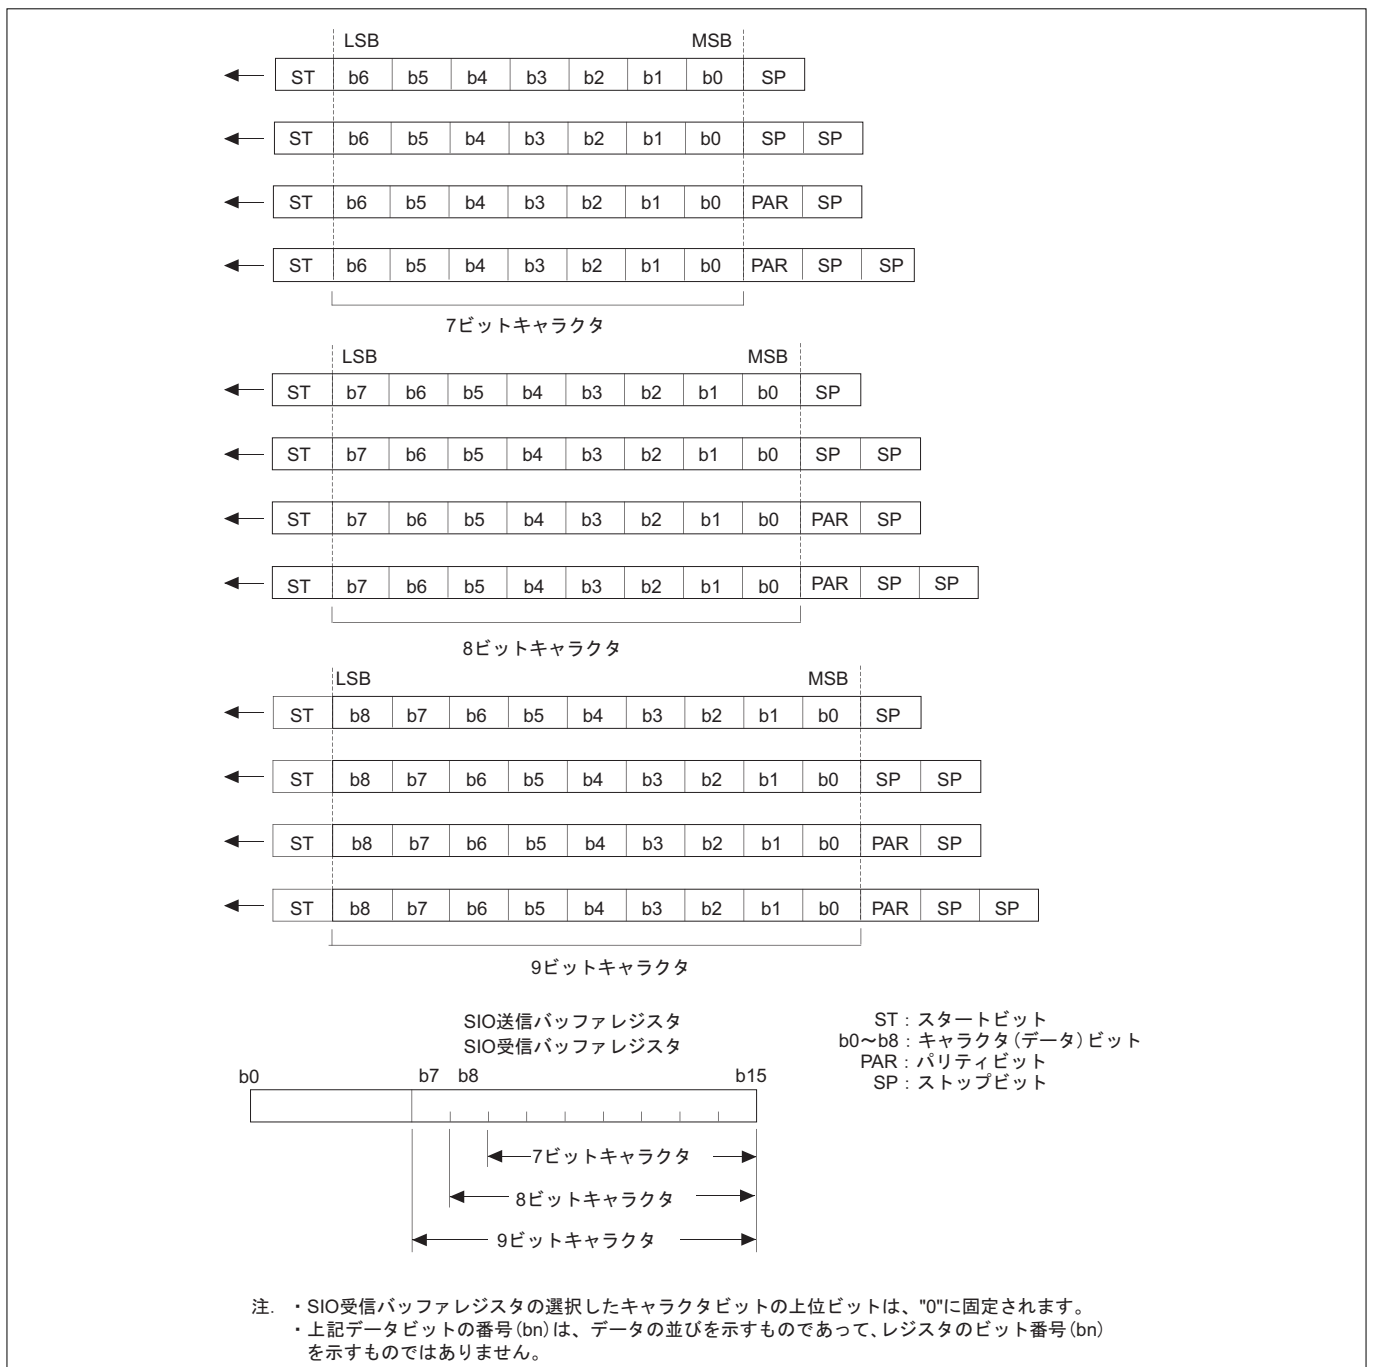 LSB MSB
ST b6 b5 b4 b3 b2 b1 b0 SP
ST b6 b5 b4 b3 b2 b1 b0 SP SP
ST b6 b5 b4 b3 b2 b1 b0 PAR SP
ST b6 b5 b4 b3 b2 b1 b0 PAR SP SP
7ビットキャラクタ
LSB MSB
ST b7 b6 b5 b4 b3 b2 b1 b0 SP
ST b7 b6 b5 b4 b3 b2 b1 b0 SP SP
ST b7 b6 b5 b4 b3 b2 b1 b0 PAR SP
ST b7 b6 b5 b4 b3 b2 b1 b0 PAR SP SP
8ビットキャラクタ
LSB MSB
ST b8 b7 b6 b5 b4 b3 b2 b1 b0 SP
ST b8 b7 b6 b5 b4 b3 b2 b1 b0 SP SP
ST b8 b7 b6 b5 b4 b3 b2 b1 b0 PAR SP
ST b8 b7 b6 b5 b4 b3 b2 b1 b0 PAR SP SP
9ビットキャラクタ
SIO送信バッファレジスタ
SIO受信バッファレジスタ
b0 b7 b8 b15
7ビットキャラクタ
8ビットキャラクタ
9ビットキャラクタ
ST : スタートビット
b0〜b8 : キャラクタ(データ)ビット
PAR : パリティビット
SP : ストップビット
注. ・SIO受信バッファレジスタの選択したキャラクタビットの上位ビットは、"0"に固定されます。
・上記データビットの番号(bn)は、データの並びを示すものであって、レジスタのビット番号(bn)
を示すものではありません。